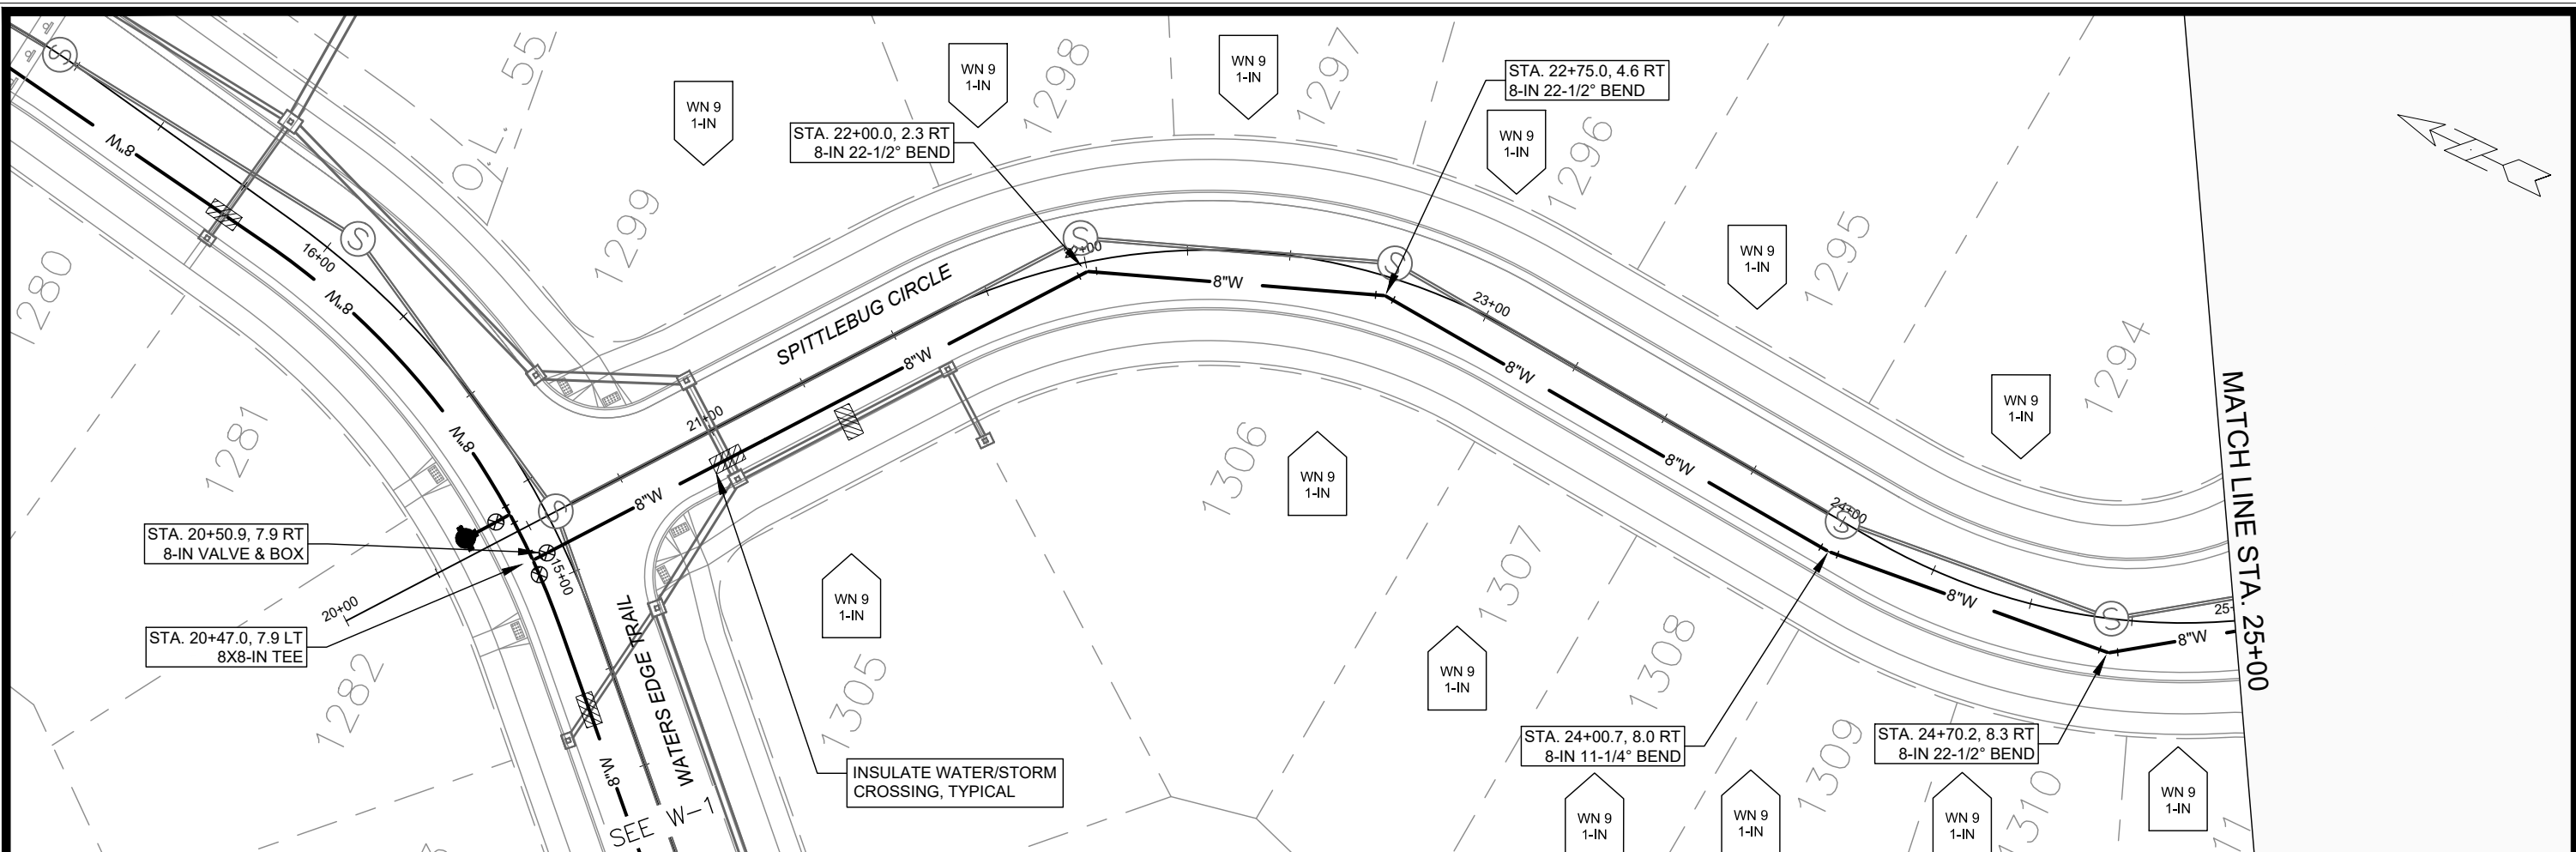 O.L. 55
1298
1297
WN 9
1-IN
WN 9
1-IN
WN 9
1-IN
STA. 22+75.0, 4.6 RT
8-IN 22-1/2° BEND
STA. 22+00.0, 2.3 RT
8-IN 22-1/2° BEND
WN 9
1-IN
1296
8"W
1299
16+00
1280
8"W
SPITTLEBUG CIRCLE
22+00
8"W
23+00
WN 9
1-IN
1295
8"W
8"W
1294
WN 9
1-IN
MATCH LINE STA. 25+00
1281
8"W
21+00
8"W
1306
WN 9
1-IN
8"W
24+00
STA. 20+50.9, 7.9 RT
8-IN VALVE & BOX
15+00
20+00
STA. 20+47.0, 7.9 LT
8X8-IN TEE
WN 9
1-IN
1307
8"W
25+
8"W
1282
WATERS EDGE TRAIL
1305
WN 9
1-IN
1308
STA. 24+00.7, 8.0 RT
8-IN 11-1/4° BEND
STA. 24+70.2, 8.3 RT
8-IN 22-1/2° BEND
8"W
INSULATE WATER/STORM
CROSSING, TYPICAL
SEE W-1
1309
1310
WN 9
1-IN
WN 9
1-IN
WN 9
1-IN
WN 9
1-IN
S
S
S
S
S
S
S